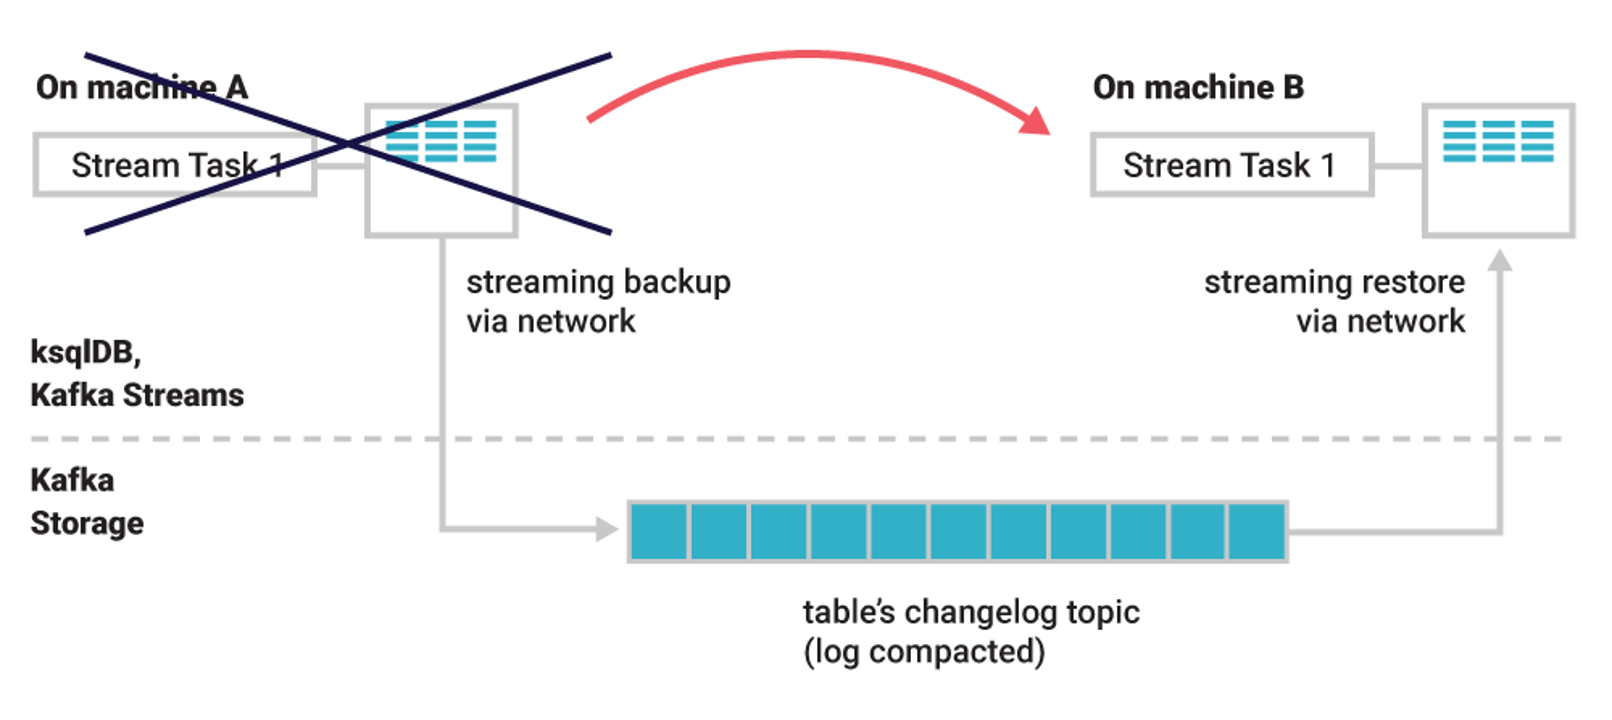 On machine A
Stream Task 1
On machine B
Stream Task 1
streaming backup
via network
streaming restore
via network
ksqlDB,
Kafka Streams
Kafka
Storage
table’s changelog topic
(log compacted)